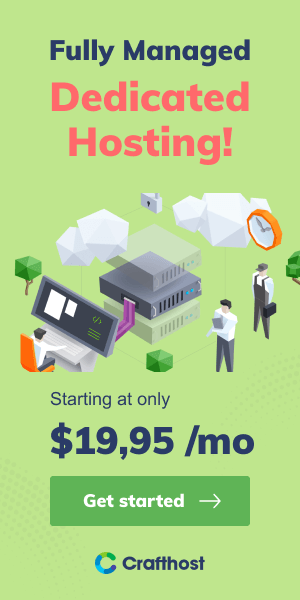 Fully Managed
Dedicated
Hosting!
</>
Starting at only
$19,95 /mo
Get started
Crafthost